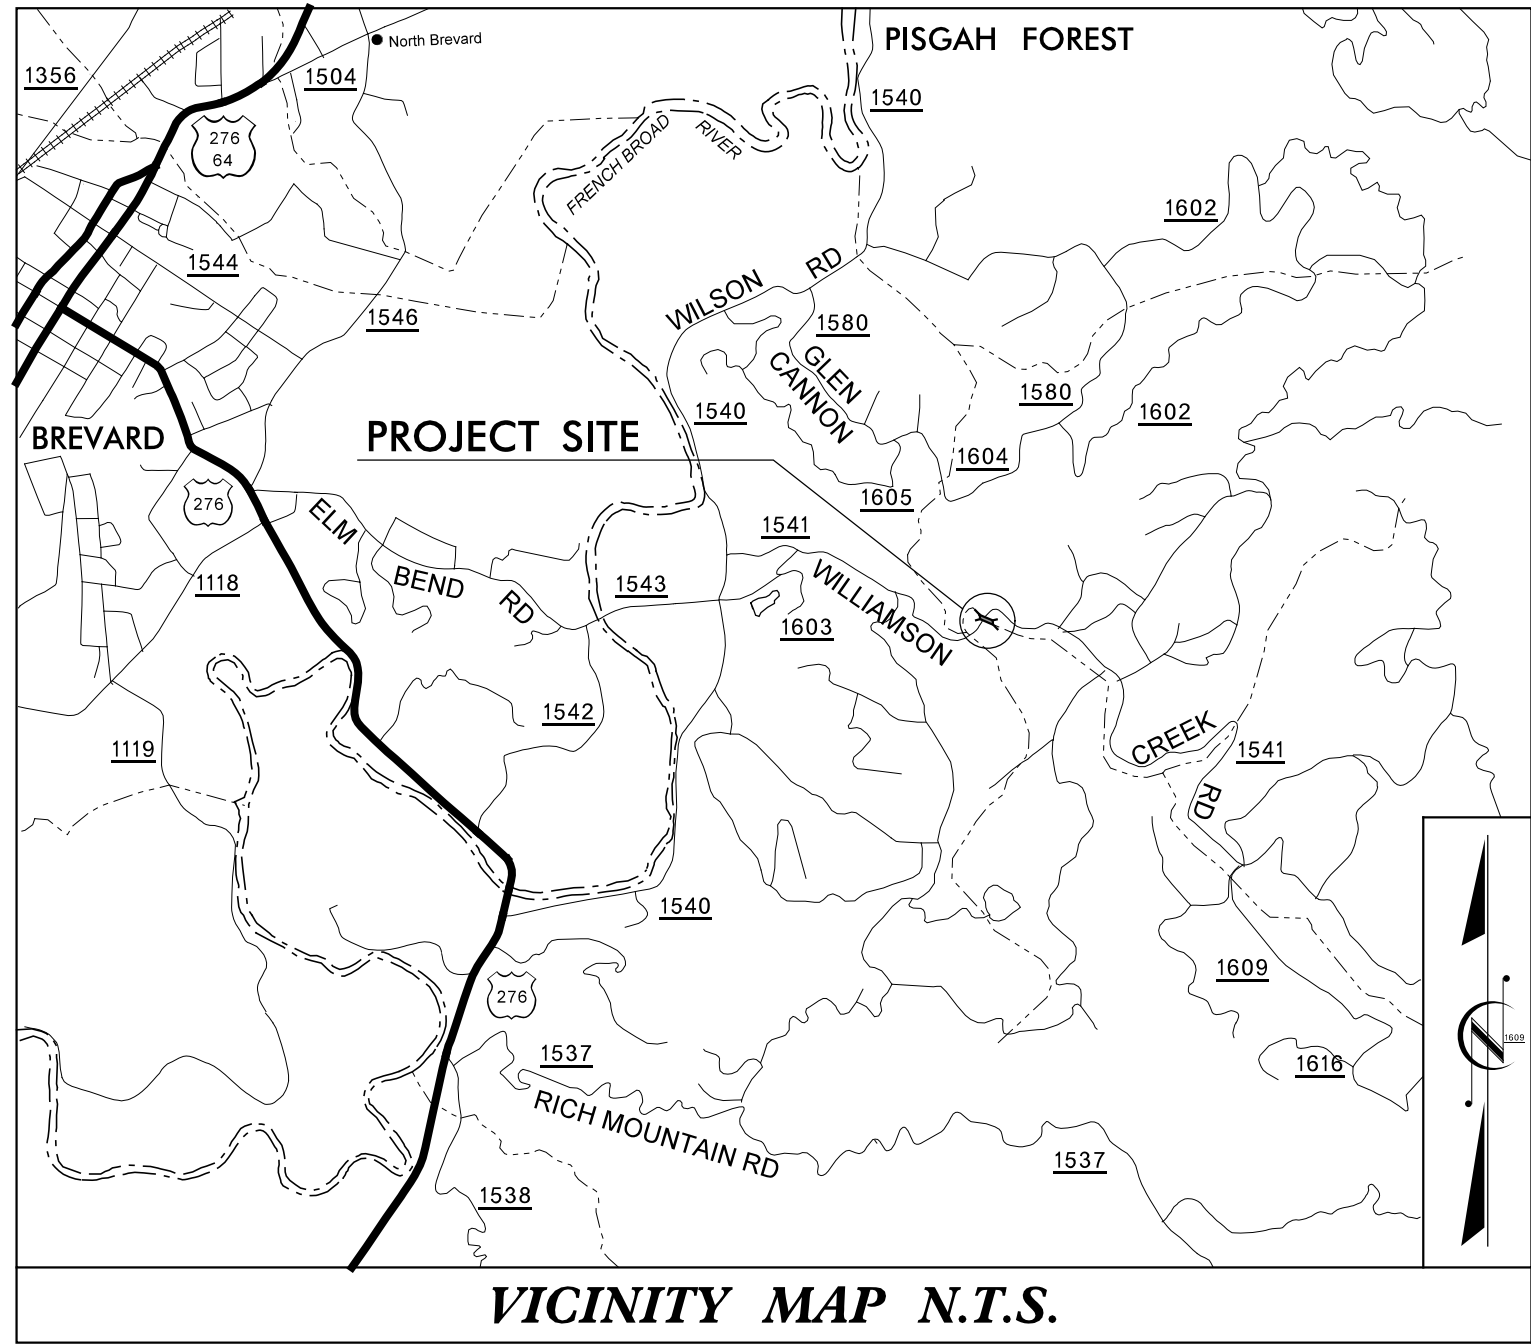 PISGAH FOREST
North Brevard
1356
1504
1540
276
64
FRENCH BROAD
RIVER
1602
1544
WILSON RD
1546
1580
GLEN
CANNON
1580
1540
1602
BREVARD
PROJECT SITE
1604
276
1605
ELM
BEND
RD
1541
1118
1543
WILLIAMSON
1603
1542
CREEK
1541
RD
1119
1540
1609
276
1609
1537
1616
RICH MOUNTAIN RD
1537
1538
VICINITY MAP N.T.S.